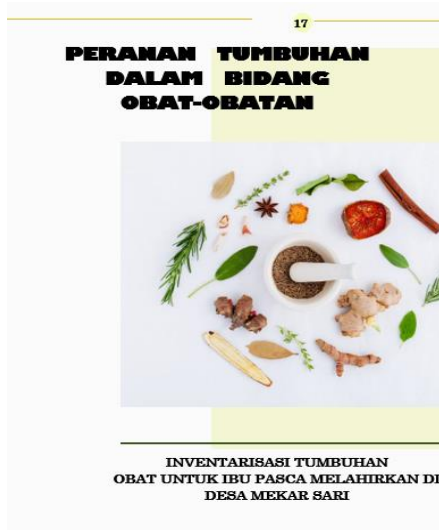 17
PERANAN TUMBUHAN
DALAM BIDANG
OBAT-OBATAN
INVENTARISASI TUMBUHAN
OBAT UNTUK IBU PASCA MELAHIRKAN DI
DESA MEKAR SARI